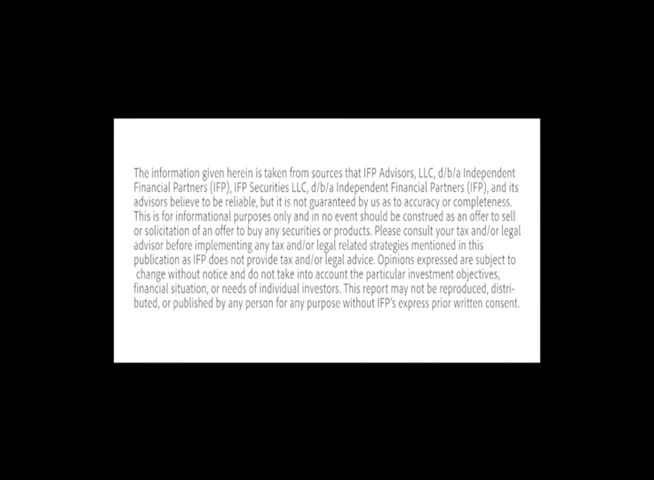 The information given herein is taken from sources that IFP Advisors, LLC, d/b/a Independent
Financial Partners (IFP), IFP Securities LLC, d/b/a Independent Financial Partners (IFP), and its
advisors believe to be reliable, but it is not guaranteed by us as to accuracy or completeness.
This is for informational purposes only and in no event should be construed as an offer to sell
or solicitation of an offer to buy any securities or products. Please consult your tax and/or legal
advisor before implementing any tax and/or legal related strategies mentioned in this
publication as IFP does not provide tax and/or legal advice. Opinions expressed are subject to
change without notice and do not take into account the particular investment objectives,
financial situation, or needs of individual investors. This report may not be reproduced, distri-
buted, or published by any person for any purpose without IFP's express prior written consent.